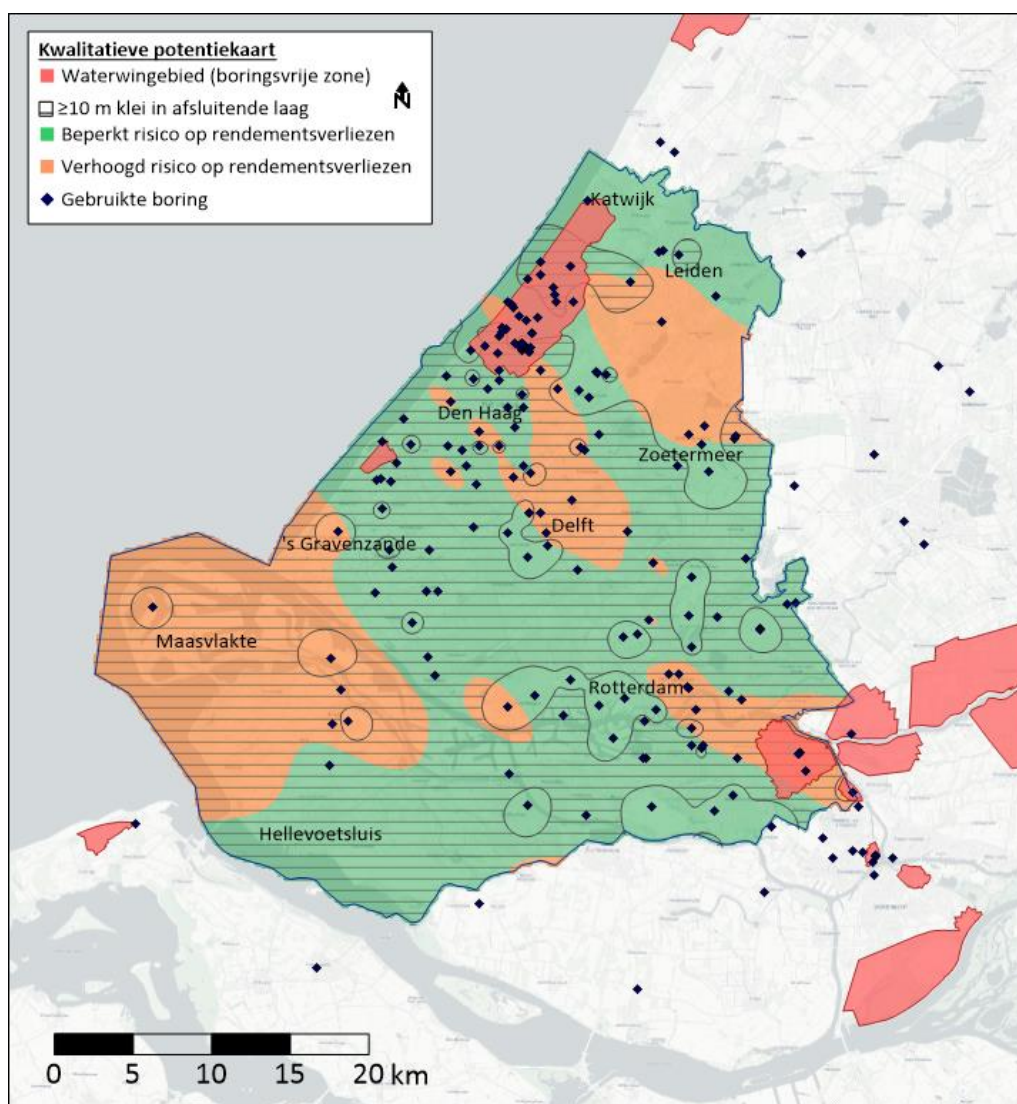 Kwalitatieve potentiekaart
Waterwingebied (boringsvrije zone)
≥10 m klei in afsluitende laag
Beperkt risico op rendementsverliezen
Verhoogd risico op rendementsverliezen
Gebruikte boring
N
Katwijk
Leiden
Den Haag
Zoetermeer
Delft
's Gravenzande
Maasvlakte
Rotterdam
Hellevoetsluis
0 5 10 15 20 km